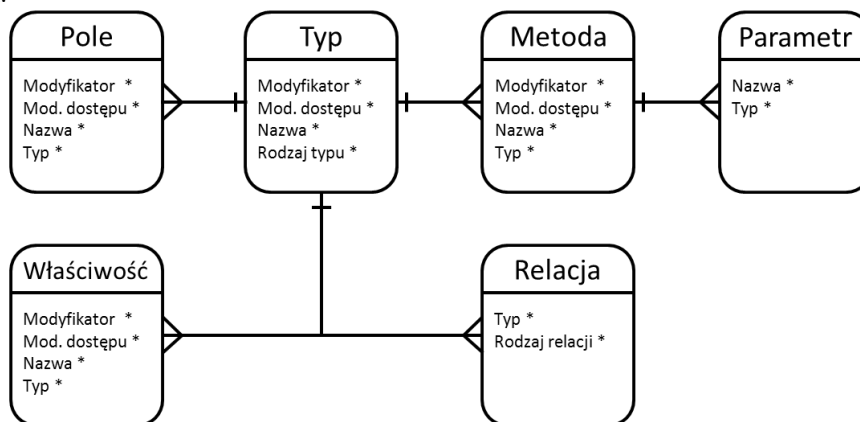 Pole
Modyfikator *
Mod. dostępu *
Nazwa *
Typ *
Typ
Modyfikator *
Mod. dostępu *
Nazwa *
Rodzaj typu *
Metoda
Modyfikator *
Mod. dostępu *
Nazwa *
Typ *
Parametr
Nazwa *
Typ *
Właściwość
Modyfikator *
Mod. dostępu *
Nazwa *
Typ *
Relacja
Typ *
Rodzaj relacji *